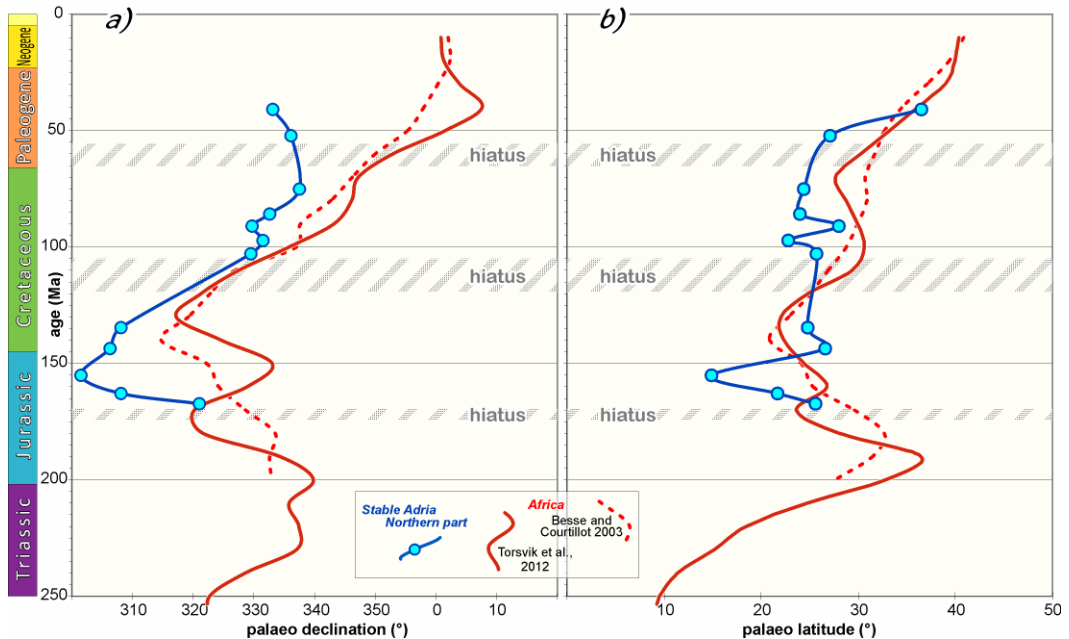 a)
b)
0
50
100
150
200
250
age (Ma)
Neogene
Paleogene
Cretaceous
Jurassic
Triassic
hiatus
hiatus
hiatus
hiatus
hiatus
hiatus
Stable Adria
Northern part
Africa
Besse and
Courtillot 2003
Torsvik et al.,
2012
310 320 330 340 350 0 10
palaeo declination (°)
10 20 30 40 50
palaeo latitude (°)